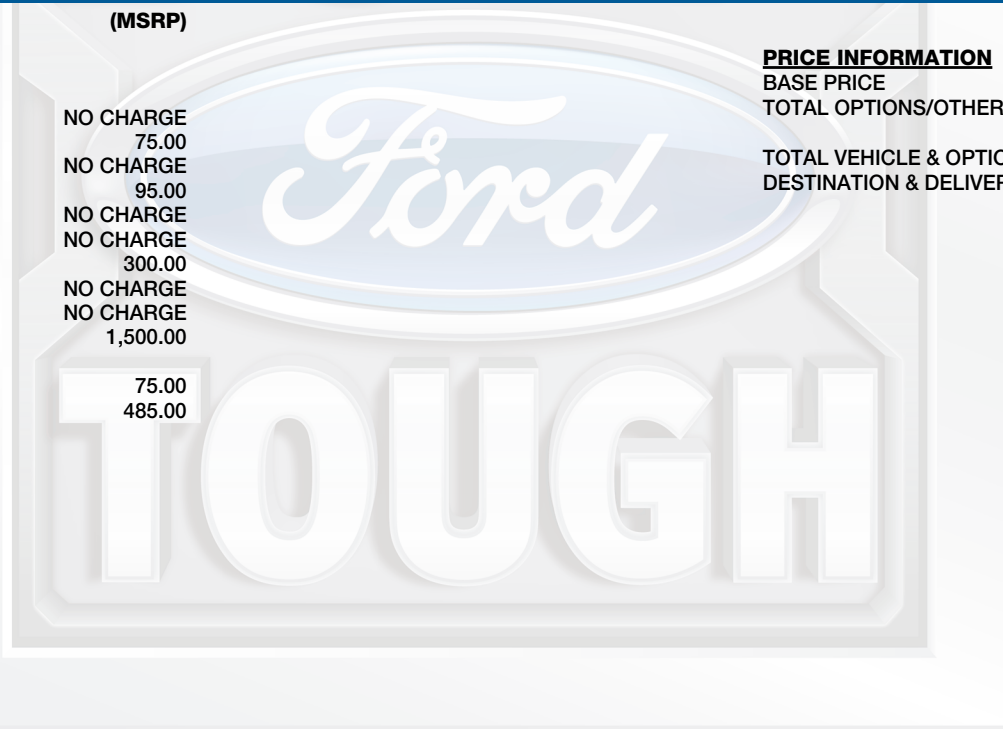 (MSRP)
NO CHARGE
75.00
NO CHARGE
95.00
NO CHARGE
NO CHARGE
300.00
NO CHARGE
NO CHARGE
1,500.00
75.00
485.00
PRICE INFORMATION
BASE PRICE
TOTAL OPTIONS/OTHER
TOTAL VEHICLE & OPTIO
DESTINATION & DELIVER
Ford
TOUGH